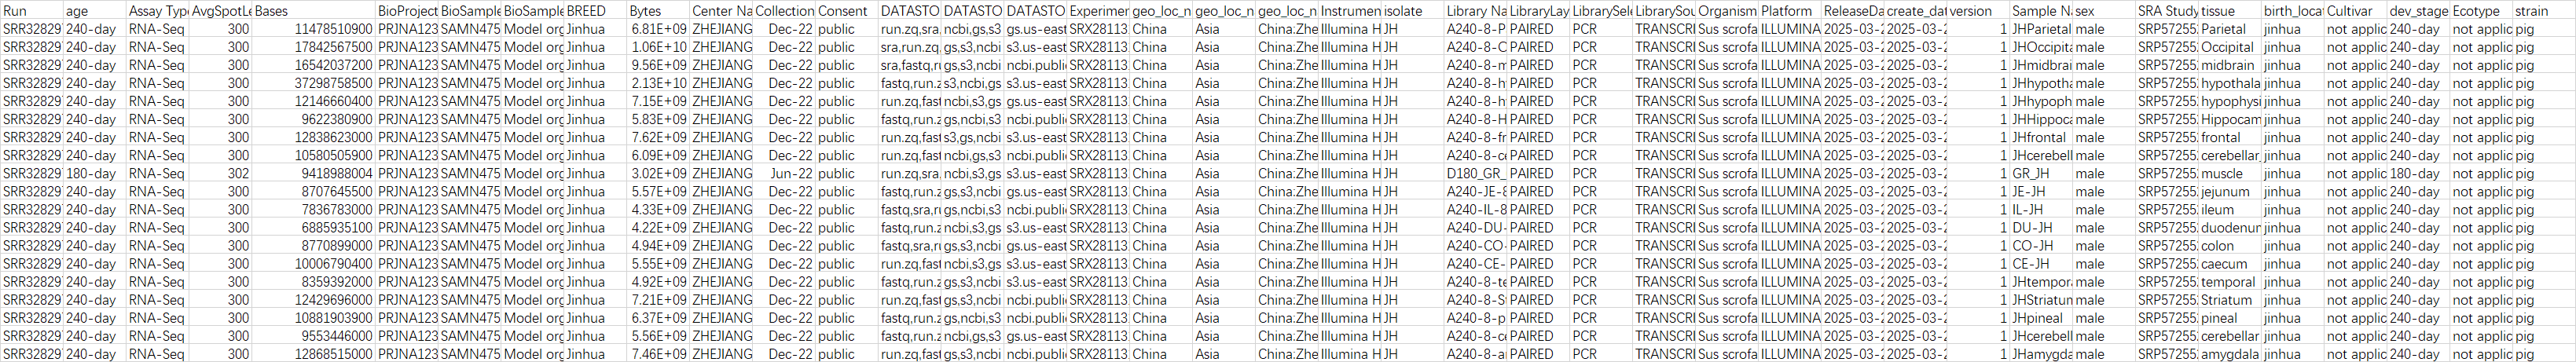 Run age Assay Type AvgSpotLe Bases BioProject BioSample BioSample BREED Bytes Center Na Collection Consent DATASTO DATASTO DATASTO Experimen geo_loc_n geo_loc_n geo_loc_n Instrumen isolate Library Na LibraryLay LibrarySele LibrarySou Organism Platform ReleaseDa create_dat version Sample Na sex SRA Study tissue birth_locat Cultivar dev_stage Ecotype strain
SRR32829 240-day RNA-Seq 300 11478510900 PRJNA123 SAMN475 Model org Jinhua 6.81E+09 ZHEJIANG Dec-22 public run.zq,sra, ncbi,gs,s3 gs.us-east SRX28113 China Asia China:Zhe Illumina H JH A240-8-P PAIRED PCR TRANSCRI Sus scrofa ILLUMINA 2025-03-2 2025-03-2 1 JHParietal male SRP57255 Parietal jinhua not applic 240-day not applic pig
SRR32829 240-day RNA-Seq 300 17842567500 PRJNA123 SAMN475 Model org Jinhua 1.06E+10 ZHEJIANG Dec-22 public sra,run.zq, gs,ncbi,s3 gs.us-east SRX28113 China Asia China:Zhe Illumina H JH A240-8-O PAIRED PCR TRANSCRI Sus scrofa ILLUMINA 2025-03-2 2025-03-2 1 JHOccipita male SRP57255 Occipital jinhua not applic 240-day not applic pig
SRR32829 240-day RNA-Seq 300 16542037200 PRJNA123 SAMN475 Model org Jinhua 9.56E+09 ZHEJIANG Dec-22 public sra,fastq,ru gs,s3,ncbi ncbi.public SRX28113 China Asia China:Zhe Illumina H JH A240-8-m PAIRED PCR TRANSCRI Sus scrofa ILLUMINA 2025-03-2 2025-03-2 1 JHmidbrai male SRP57255 midbrain jinhua not applic 240-day not applic pig
SRR32829 240-day RNA-Seq 300 37298758500 PRJNA123 SAMN475 Model org Jinhua 2.13E+10 ZHEJIANG Dec-22 public fastq,run.z s3,ncbi,gs s3.us-east SRX28113 China Asia China:Zhe Illumina H JH A240-8-h PAIRED PCR TRANSCRI Sus scrofa ILLUMINA 2025-03-2 2025-03-2 1 JHhypotha male SRP57255 hypothala jinhua not applic 240-day not applic pig
SRR32829 240-day RNA-Seq 300 12146660400 PRJNA123 SAMN475 Model org Jinhua 7.15E+09 ZHEJIANG Dec-22 public run.zq,fast ncbi,s3,gs gs.us-east SRX28113 China Asia China:Zhe Illumina H JH A240-8-h PAIRED PCR TRANSCRI Sus scrofa ILLUMINA 2025-03-2 2025-03-2 1 JHhypoph male SRP57255 hypophysi jinhua not applic 240-day not applic pig
SRR32829 240-day RNA-Seq 300 9622380900 PRJNA123 SAMN475 Model org Jinhua 5.83E+09 ZHEJIANG Dec-22 public fastq,run.z gs,ncbi,s3 s3.us-east SRX28113 China Asia China:Zhe Illumina H JH A240-8-H PAIRED PCR TRANSCRI Sus scrofa ILLUMINA 2025-03-2 2025-03-2 1 JHHippoca male SRP57255 Hippocam jinhua not applic 240-day not applic pig
SRR32829 240-day RNA-Seq 300 12838623000 PRJNA123 SAMN475 Model org Jinhua 7.62E+09 ZHEJIANG Dec-22 public run.zq,fast s3,gs,ncbi s3.us-east SRX28113 China Asia China:Zhe Illumina H JH A240-8-fr PAIRED PCR TRANSCRI Sus scrofa ILLUMINA 2025-03-2 2025-03-2 1 JHfrontal male SRP57255 frontal jinhua not applic 240-day not applic pig
SRR32829 240-day RNA-Seq 300 10580505900 PRJNA123 SAMN475 Model org Jinhua 6.09E+09 ZHEJIANG Dec-22 public run.zq,fast ncbi,gs,s3 ncbi.public SRX28113 China Asia China:Zhe Illumina H JH A240-8-ce PAIRED PCR TRANSCRI Sus scrofa ILLUMINA 2025-03-2 2025-03-2 1 JHcerebell male SRP57255 cerebellar jinhua not applic 240-day not applic pig
SRR32829 180-day RNA-Seq 302 9418988004 PRJNA123 SAMN475 Model org Jinhua 3.02E+09 ZHEJIANG Jun-22 public run.zq,sra, ncbi,gs,s3 s3.us-east SRX28113 China Asia China:Zhe Illumina H JH D180_GR_ PAIRED PCR TRANSCRI Sus scrofa ILLUMINA 2025-03-2 2025-03-2 1 GR_JH male SRP57255 muscle jinhua not applic 180-day not applic pig
SRR32829 240-day RNA-Seq 300 8707645500 PRJNA123 SAMN475 Model org Jinhua 5.57E+09 ZHEJIANG Dec-22 public fastq,run.z gs,s3,ncbi gs.us-east SRX28113 China Asia China:Zhe Illumina H JH A240-JE-8 PAIRED PCR TRANSCRI Sus scrofa ILLUMINA 2025-03-2 2025-03-2 1 JE-JH male SRP57255 jejunum jinhua not applic 240-day not applic pig
SRR32829 240-day RNA-Seq 300 7836783000 PRJNA123 SAMN475 Model org Jinhua 4.33E+09 ZHEJIANG Dec-22 public fastq,sra,ru gs,ncbi,s3 ncbi.public SRX28113 China Asia China:Zhe Illumina H JH A240-IL-8 PAIRED PCR TRANSCRI Sus scrofa ILLUMINA 2025-03-2 2025-03-2 1 IL-JH male SRP57255 ileum jinhua not applic 240-day not applic pig
SRR32829 240-day RNA-Seq 300 6885935100 PRJNA123 SAMN475 Model org Jinhua 4.22E+09 ZHEJIANG Dec-22 public fastq,run.z ncbi,gs,s3 s3.us-east SRX28113 China Asia China:Zhe Illumina H JH A240-DU- PAIRED PCR TRANSCRI Sus scrofa ILLUMINA 2025-03-2 2025-03-2 1 DU-JH male SRP57255 duodenun jinhua not applic 240-day not applic pig
SRR32829 240-day RNA-Seq 300 8770899000 PRJNA123 SAMN475 Model org Jinhua 4.94E+09 ZHEJIANG Dec-22 public fastq,sra,ru gs,s3,ncbi gs.us-east SRX28113 China Asia China:Zhe Illumina H JH A240-CO- PAIRED PCR TRANSCRI Sus scrofa ILLUMINA 2025-03-2 2025-03-2 1 CO-JH male SRP57255 colon jinhua not applic 240-day not applic pig
SRR32829 240-day RNA-Seq 300 10006790400 PRJNA123 SAMN475 Model org Jinhua 5.55E+09 ZHEJIANG Dec-22 public run.zq,fast ncbi,s3,gs s3.us-east SRX28113 China Asia China:Zhe Illumina H JH A240-CE- PAIRED PCR TRANSCRI Sus scrofa ILLUMINA 2025-03-2 2025-03-2 1 CE-JH male SRP57255 caecum jinhua not applic 240-day not applic pig
SRR32829 240-day RNA-Seq 300 8359392000 PRJNA123 SAMN475 Model org Jinhua 4.92E+09 ZHEJIANG Dec-22 public fastq,run.z gs,s3,ncbi s3.us-east SRX28113 China Asia China:Zhe Illumina H JH A240-8-te PAIRED PCR TRANSCRI Sus scrofa ILLUMINA 2025-03-2 2025-03-2 1 JHtempor male SRP57255 temporal jinhua not applic 240-day not applic pig
SRR32829 240-day RNA-Seq 300 12429696000 PRJNA123 SAMN475 Model org Jinhua 7.21E+09 ZHEJIANG Dec-22 public run.zq,fast gs,s3,ncbi ncbi.public SRX28113 China Asia China:Zhe Illumina H JH A240-8-St PAIRED PCR TRANSCRI Sus scrofa ILLUMINA 2025-03-2 2025-03-2 1 JHStriatun male SRP57255 Striatum jinhua not applic 240-day not applic pig
SRR32829 240-day RNA-Seq 300 10881903900 PRJNA123 SAMN475 Model org Jinhua 6.37E+09 ZHEJIANG Dec-22 public fastq,run.z gs,ncbi,s3 ncbi.public SRX28113 China Asia China:Zhe Illumina H JH A240-8-p PAIRED PCR TRANSCRI Sus scrofa ILLUMINA 2025-03-2 2025-03-2 1 JHpineal male SRP57255 pineal jinhua not applic 240-day not applic pig
SRR32829 240-day RNA-Seq 300 9553446000 PRJNA123 SAMN475 Model org Jinhua 5.56E+09 ZHEJIANG Dec-22 public fastq,run.z ncbi,gs,s3 gs.us-east SRX28113 China Asia China:Zhe Illumina H JH A240-8-ce PAIRED PCR TRANSCRI Sus scrofa ILLUMINA 2025-03-2 2025-03-2 1 JHcerebell male SRP57255 cerebellar jinhua not applic 240-day not applic pig
SRR32829 240-day RNA-Seq 300 12868515000 PRJNA123 SAMN475 Model org Jinhua 7.46E+09 ZHEJIANG Dec-22 public run.zq,fast gs,s3,ncbi ncbi.public SRX28113 China Asia China:Zhe Illumina H JH A240-8-ai PAIRED PCR TRANSCRI Sus scrofa ILLUMINA 2025-03-2 2025-03-2 1 JHamygda male SRP57255 amygdala jinhua not applic 240-day not applic pig